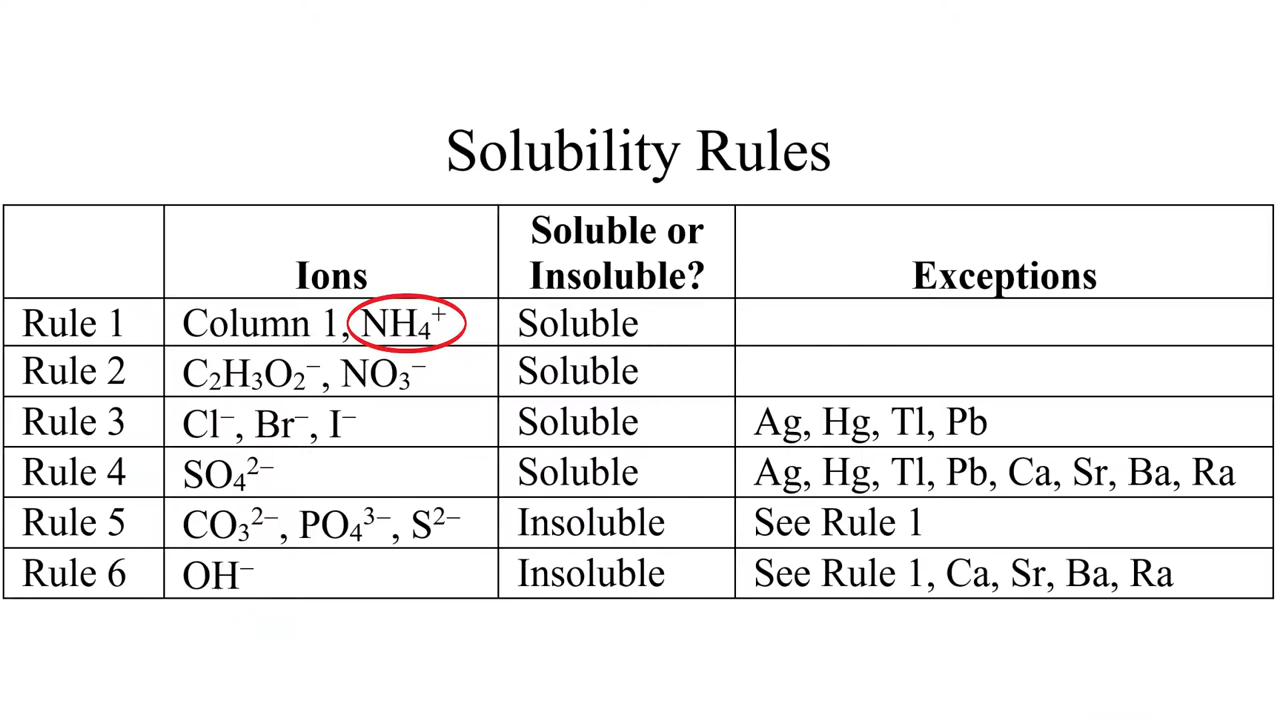 Solubility Rules
Soluble or
Ions Insoluble? Exceptions
Rule 1 Column 1, NH₄⁺ Soluble
Rule 2 C₂H₃O₂⁻, NO₃⁻ Soluble
Rule 3 Cl⁻, Br⁻, I⁻ Soluble Ag, Hg, Tl, Pb
Rule 4 SO₄²⁻ Soluble Ag, Hg, Tl, Pb, Ca, Sr, Ba, Ra
Rule 5 CO₃²⁻, PO₄³⁻, S²⁻ Insoluble See Rule 1
Rule 6 OH⁻ Insoluble See Rule 1, Ca, Sr, Ba, Ra